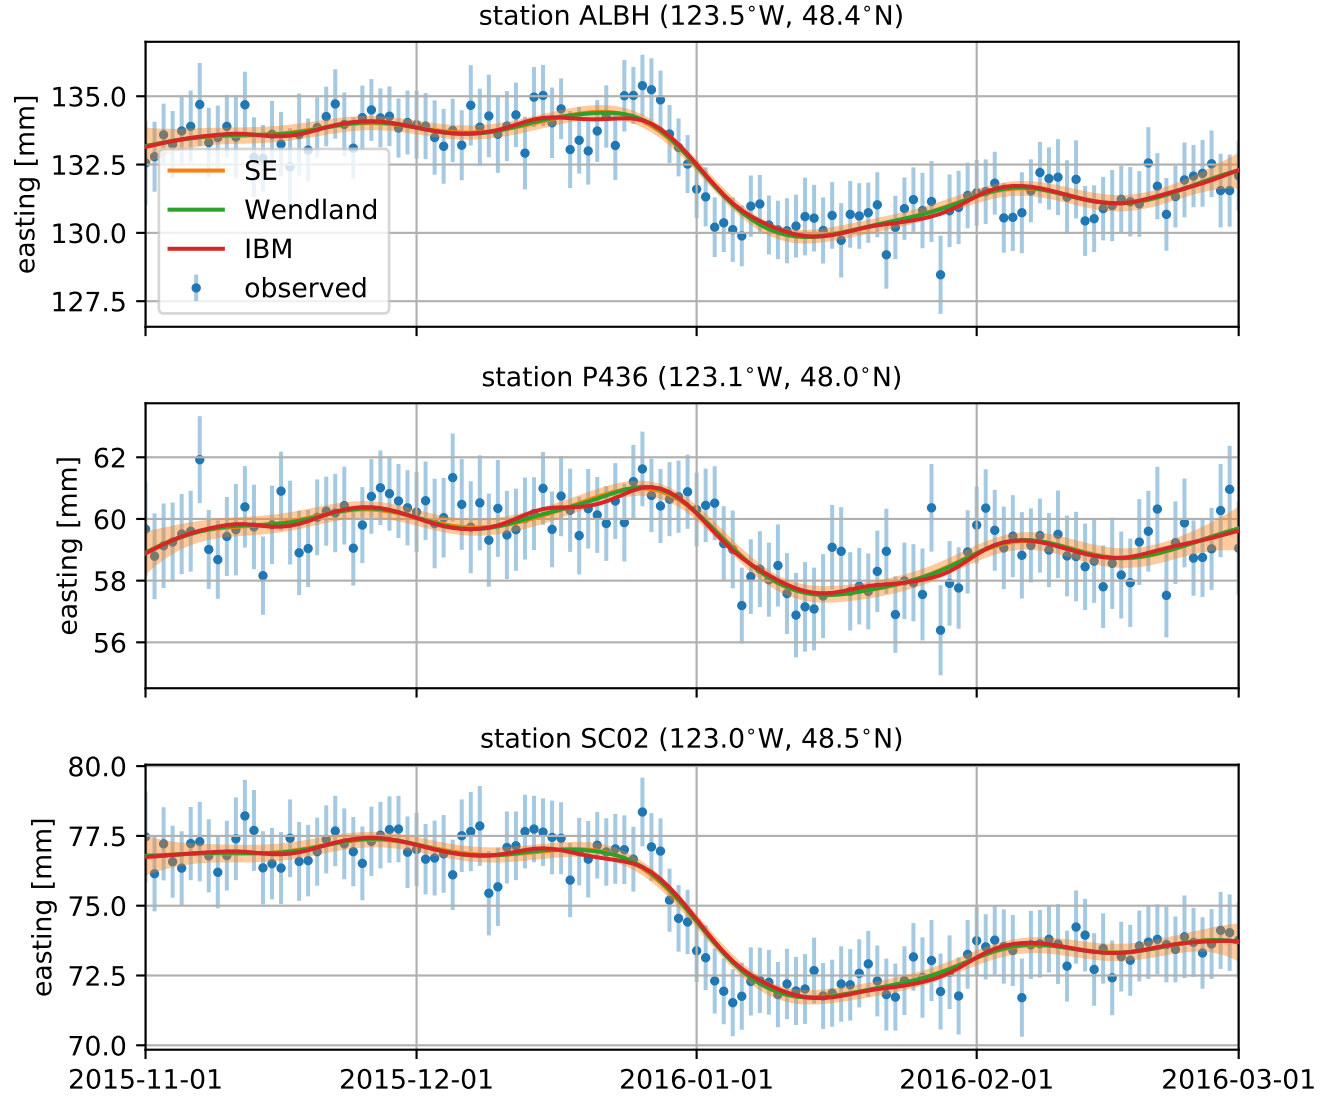 station ALBH (123.5°W, 48.4°N)
easting [mm]
135.0
132.5
130.0
127.5
SE
Wendland
IBM
observed
station P436 (123.1°W, 48.0°N)
easting [mm]
62
60
58
56
station SC02 (123.0°W, 48.5°N)
easting [mm]
80.0
77.5
75.0
72.5
70.0
2015-11-01 2015-12-01 2016-01-01 2016-02-01 2016-03-01